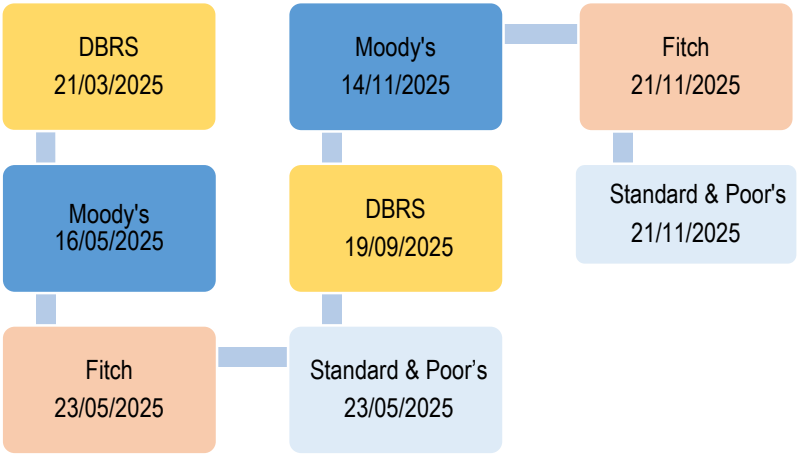 DBRS
21/03/2025
Moody's
16/05/2025
Fitch
23/05/2025
Standard & Poor’s
23/05/2025
DBRS
19/09/2025
Moody's
14/11/2025
Fitch
21/11/2025
Standard & Poor's
21/11/2025